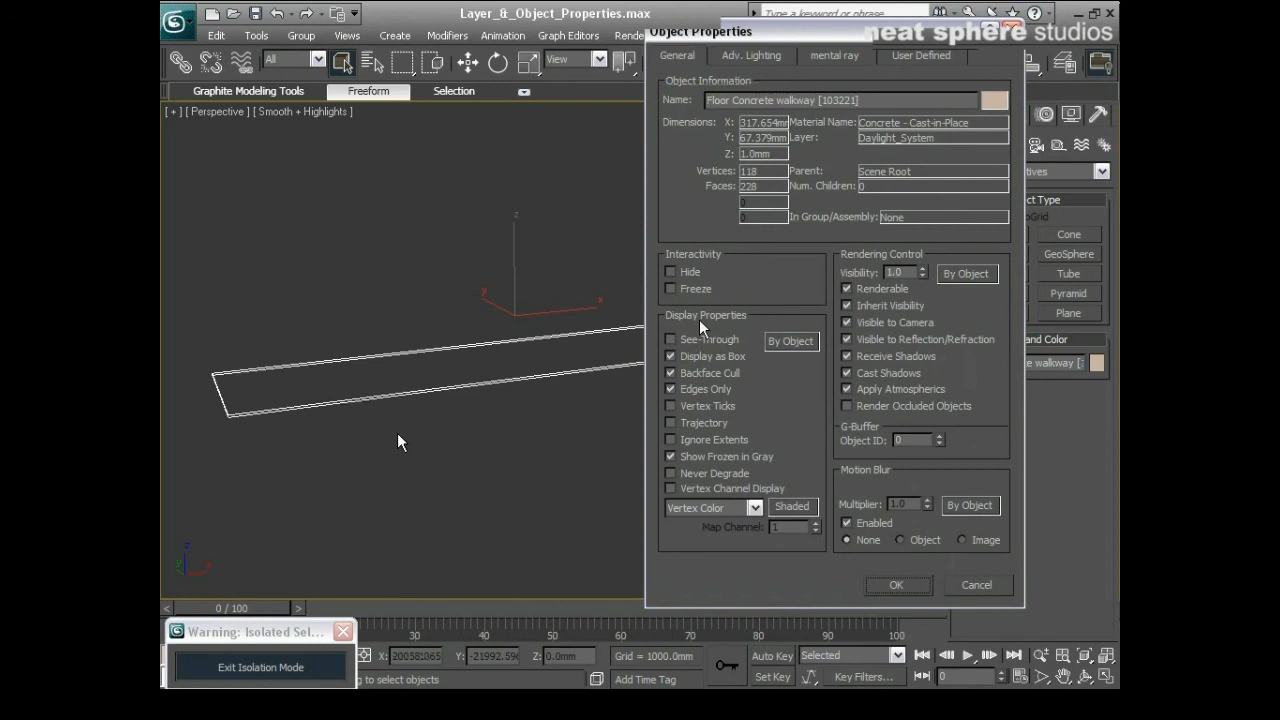 Layer_&_Object_Properties.max
Type a keyword or phrase
Edit Tools Group Views Create Modifiers Animation Graph Editors
Object Properties
neat sphere studios
General Adv. Lighting mental ray User Defined
All
View
Graphite Modeling Tools Freeform Selection
[ + ] [ Perspective ] [ Smooth + Highlights ]
Object Information
Name: Floor Concrete walkway [103221]
Dimensions: X: 317.654mm Material Name: Concrete - Cast-in-Place
Y: 67.379mm Layer: Daylight_System
Z: 1.0mm
Vertices: 118 Parent: Scene Root
Faces: 228 Num. Children: 0
0
0 In Group/Assembly: None
Interactivity
Hide
Freeze
Display Properties
See-Through By Object
Display as Box
Backface Cull
Edges Only
Vertex Ticks
Trajectory
Ignore Extents
Show Frozen in Gray
Never Degrade
Vertex Channel Display
Vertex Color Shaded
Map Channel: 1
Rendering Control
Visibility: 1.0 By Object
Renderable
Inherit Visibility
Visible to Camera
Visible to Reflection/Refraction
Receive Shadows
Cast Shadows
Apply Atmospherics
Render Occluded Objects
G-Buffer
Object ID: 0
Motion Blur
Multiplier: 1.0 By Object
Enabled
None Object Image
OK Cancel
Cone
GeoSphere
Tube
Pyramid
Plane
z
x
y
z
x
y
0 / 100
30 40 50 60 70 80 90 100
Warning: Isolated Sel...
Exit Isolation Mode
Y: Z: 0.0mm Grid = 1000.0mm
Auto Key Selected
to select objects Add Time Tag
Set Key Key Filters... 0